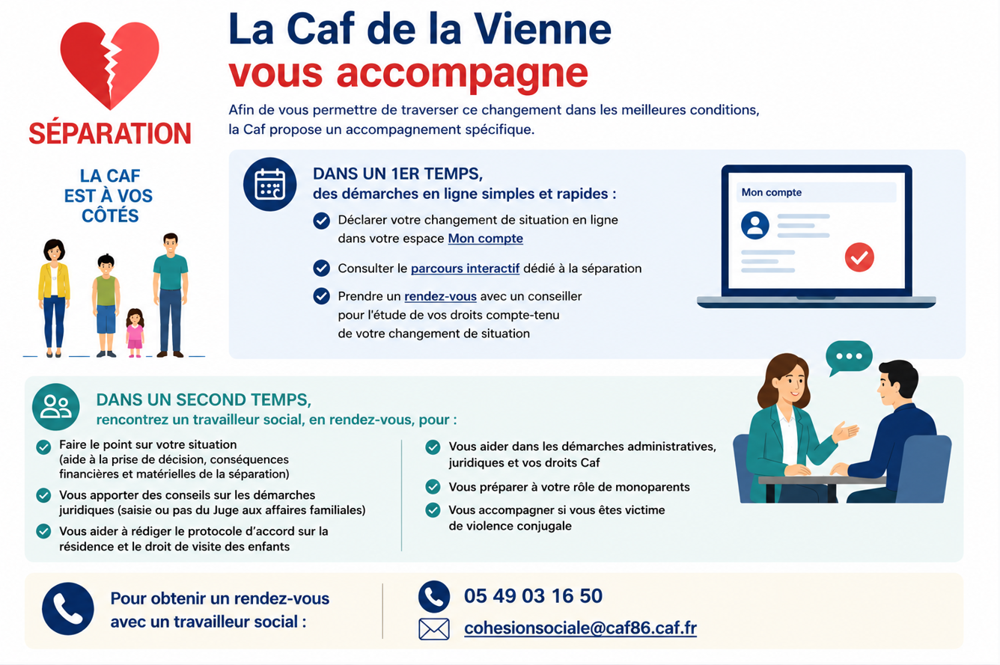 SÉPARATION
LA CAF
EST À VOS
CÔTÉS
La Caf de la Vienne
vous accompagne
Afin de vous permettre de traverser ce changement dans les meilleures conditions,
la Caf propose un accompagnement spécifique.
DANS UN 1ER TEMPS,
des démarches en ligne simples et rapides :
Déclarer votre changement de situation en ligne
dans votre espace Mon compte
Consulter le parcours interactif dédié à la séparation
Prendre un rendez-vous avec un conseiller
pour l'étude de vos droits compte-tenu
de votre changement de situation
Mon compte
DANS UN SECOND TEMPS,
rencontrez un travailleur social, en rendez-vous, pour :
Faire le point sur votre situation
(aide à la prise de décision, conséquences
financières et matérielles de la séparation)
Vous apporter des conseils sur les démarches
juridiques (saisie ou pas du Juge aux affaires familiales)
Vous aider à rédiger le protocole d'accord sur la
résidence et le droit de visite des enfants
Vous aider dans les démarches administratives,
juridiques et vos droits Caf
Vous préparer à votre rôle de monoparents
Vous accompagner si vous êtes victime
de violence conjugale
Pour obtenir un rendez-vous
avec un travailleur social :
05 49 03 16 50
cohesionsociale@caf86.caf.fr